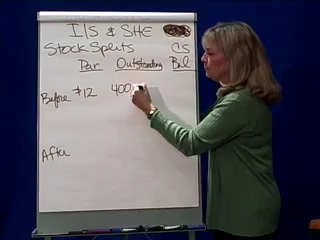 I/S & SHE
Stock Splits CS
Par Outstanding Bal
Before $12 400,
After